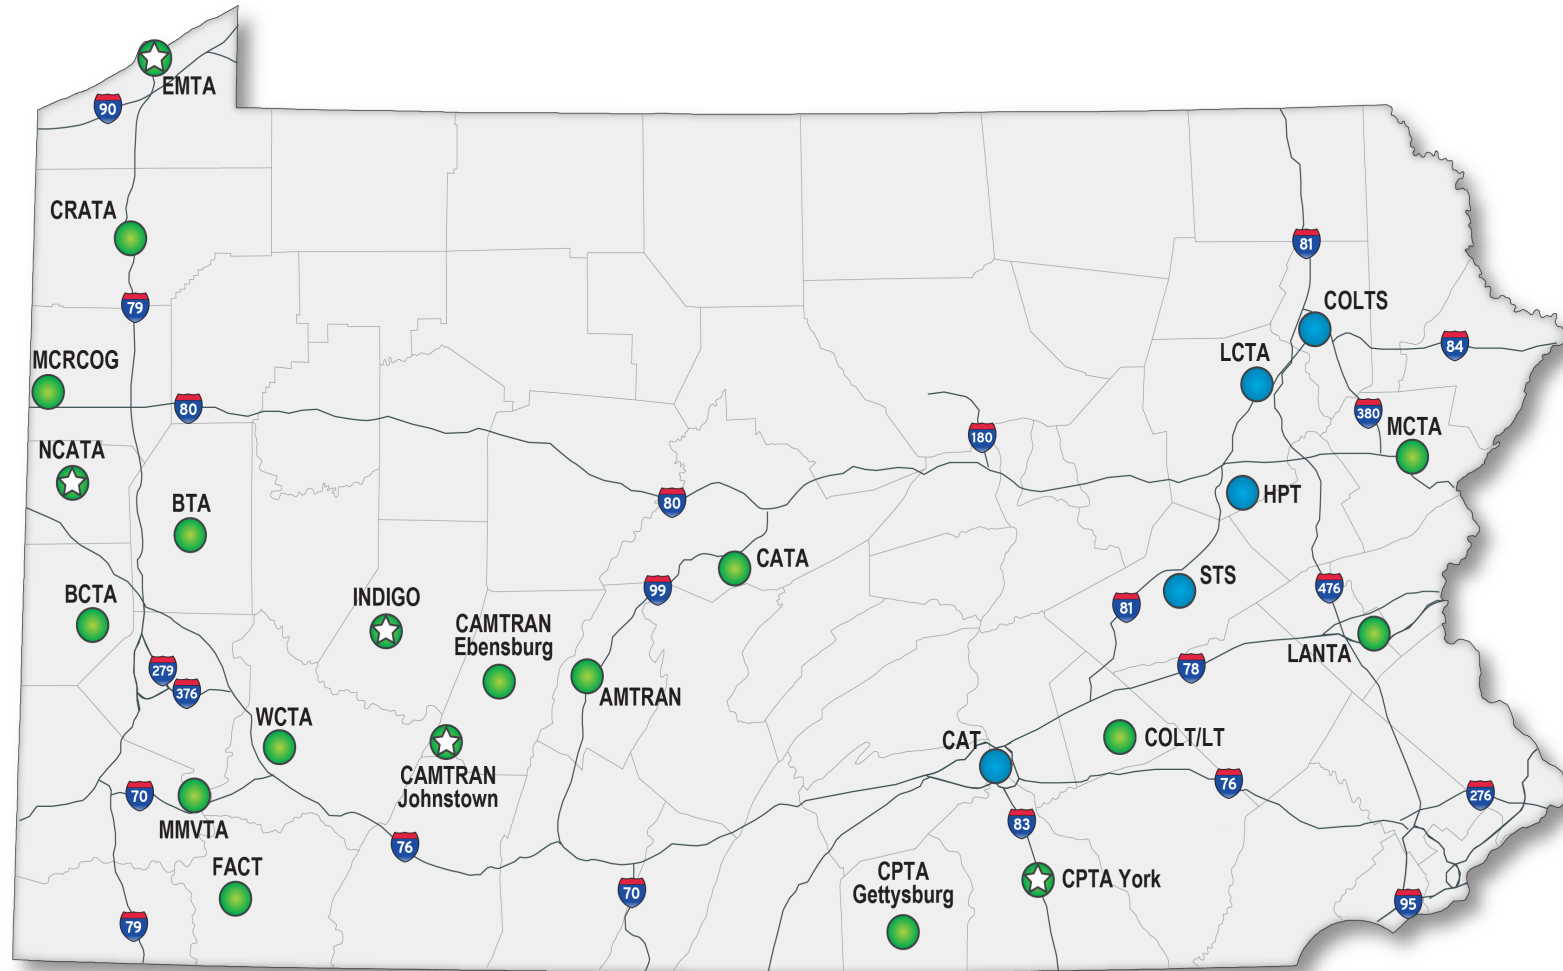 EMTA
90
CRATA
81
79
COLTS
MCRCOG
LCTA
84
80
380
MCTA
180
NCATA
80
HPT
BTA
CATA
STS
99
476
81
BCTA
INDIGO
CAMTRAN
Ebensburg
LANTA
279
78
376
AMTRAN
WCTA
CAT
COLT/LT
CAMTRAN
Johnstown
70
76
276
MMVTA
83
76
FACT
CPTA
Gettysburg
CPTA York
70
95
79